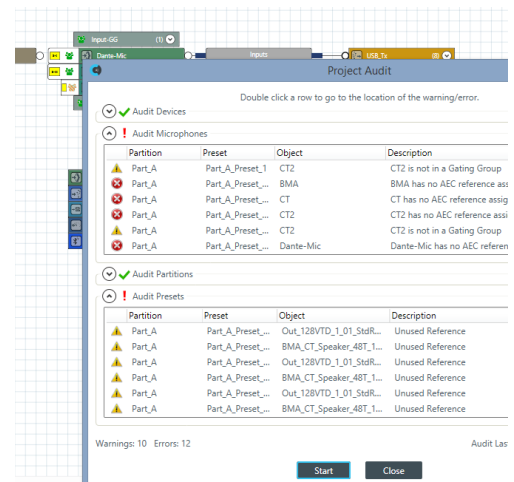 Input-GG (1)
Dante-Mic Inputs USB_Tx (8)
Project Audit
Double click a row to go to the location of the warning/error.
Audit Devices
! Audit Microphones
Partition Preset Object Description
Part_A Part_A_Preset_1 CT2 CT2 is not in a Gating Group
Part_A Part_A_Preset_... BMA BMA has no AEC reference ass
Part_A Part_A_Preset_... CT CT has no AEC reference assig
Part_A Part_A_Preset_... CT2 CT2 has no AEC reference ass
Part_A Part_A_Preset_... CT2 CT2 is not in a Gating Group
Part_A Part_A_Preset_... Dante-Mic Dante-Mic has no AEC referen
Audit Partitions
! Audit Presets
Partition Preset Object Description
Part_A Part_A_Preset_... Out_128VTD_1_01_StdR... Unused Reference
Part_A Part_A_Preset_... BMA_CT_Speaker_48T_1... Unused Reference
Part_A Part_A_Preset_... Out_128VTD_1_01_StdR... Unused Reference
Part_A Part_A_Preset_... BMA_CT_Speaker_48T_1... Unused Reference
Part_A Part_A_Preset_... Out_128VTD_1_01_StdR... Unused Reference
Part_A Part_A_Preset_... BMA_CT_Speaker_48T_1... Unused Reference
Warnings: 10 Errors: 12 Audit Las
Start Close